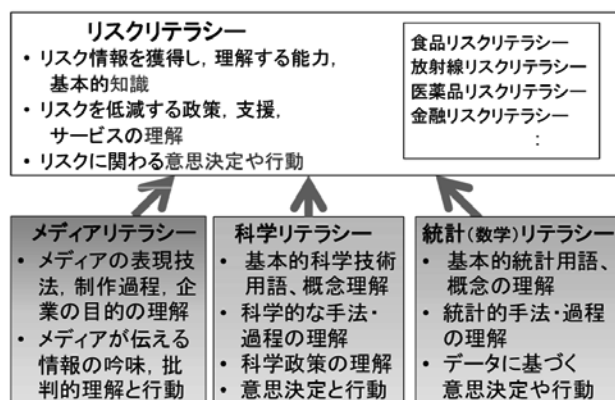 リスクリテラシー
・ リスク情報を獲得し，理解する能力，
基本的知識
・ リスクを低減する政策，支援，
サービスの理解
・ リスクに関わる意思決定や行動
食品リスクリテラシー
放射線リスクリテラシー
医薬品リスクリテラシー
金融リスクリテラシー
：
メディアリテラシー
・ メディアの表現技
法，制作過程，企
業の目的の理解
・ メディアが伝える
情報の吟味，批
判的理解と行動
科学リテラシー
・ 基本的科学技術
用語、概念理解
・ 科学的な手法・
過程の理解
・ 科学政策の理解
・ 意思決定と行動
統計(数学)リテラシー
・ 基本的統計用語、
概念の理解
・ 統計的手法・過程
の理解
・ データに基づく
意思決定や行動